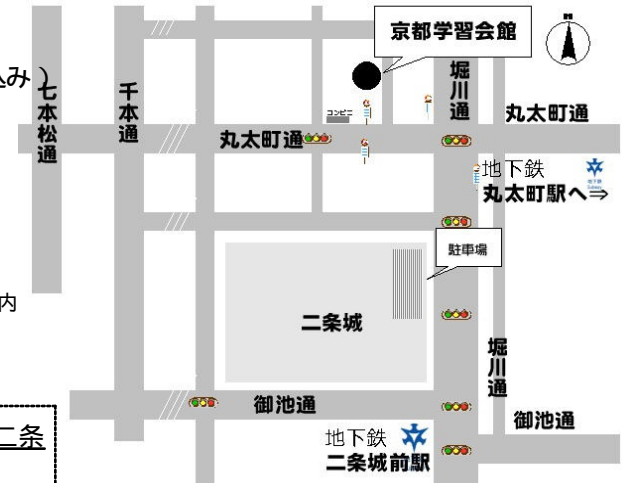 京都学習会館
N
込み）
七本松通
千本通
堀川通
コンビニ
丸太町通
丸太町通
地下鉄
丸太町駅へ⇒
駐車場
内
二条城
堀川通
御池通
御池通
二条
地下鉄
二条城前駅